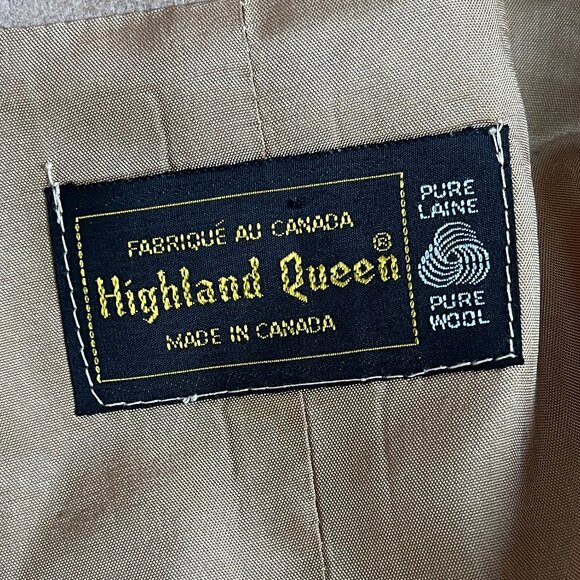 FABRIQUÉ AU CANADA
Highland Queen®
MADE IN CANADA
PURE
LAINE
PURE
WOOL